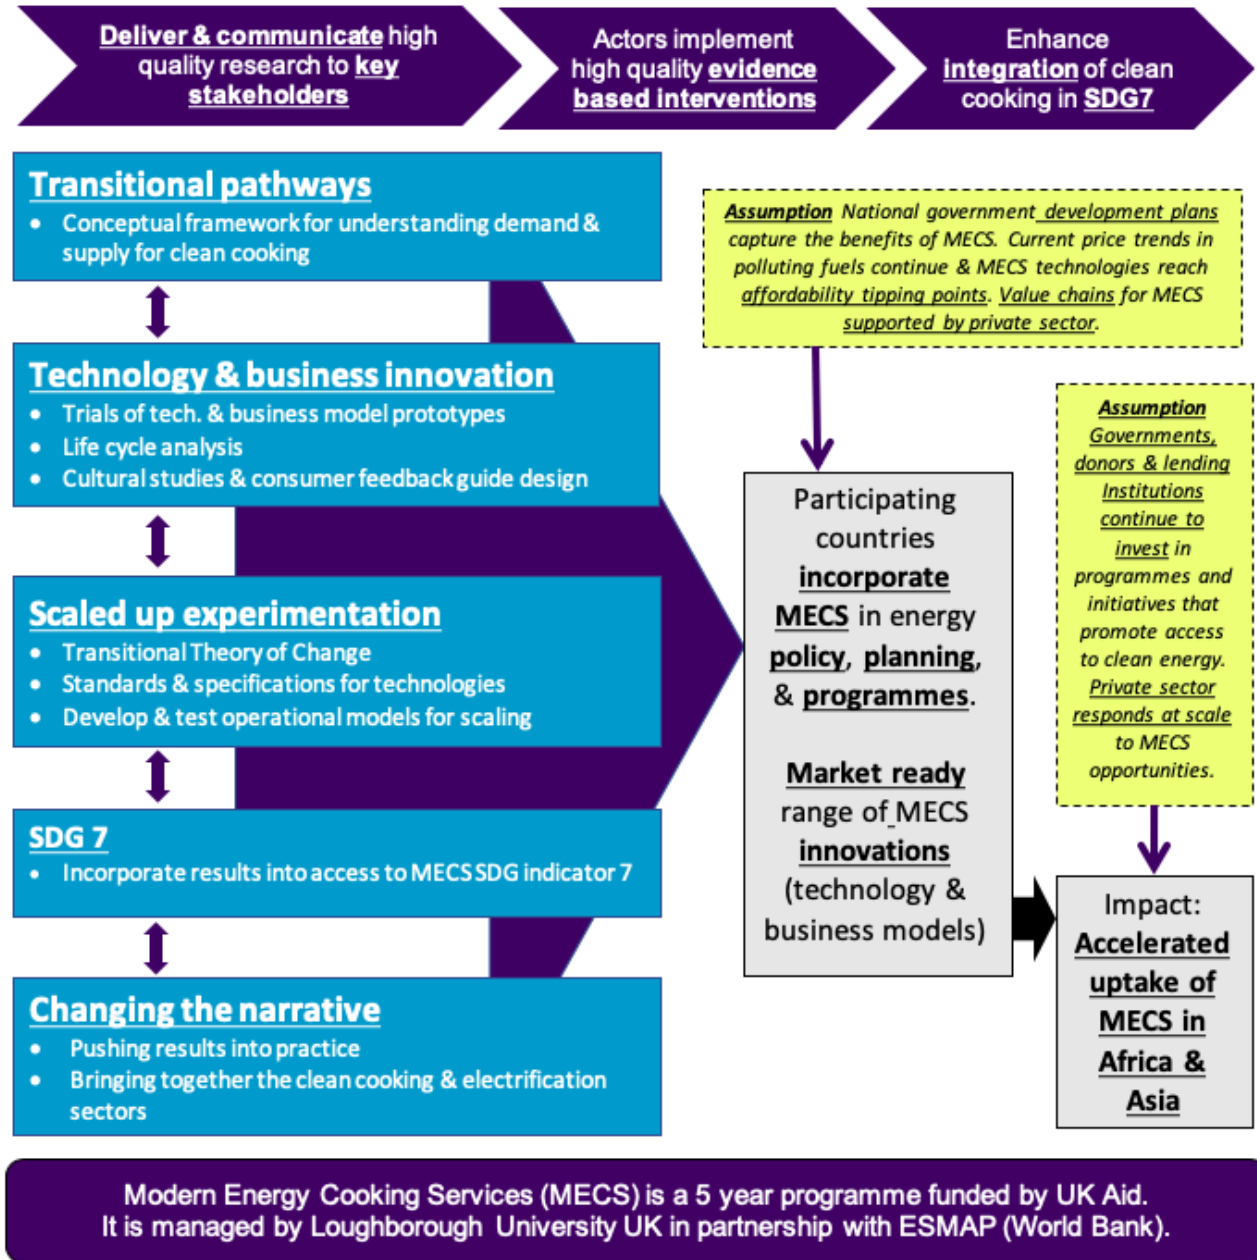 Deliver & communicate high
quality research to key
stakeholders
Actors implement
high quality evidence
based interventions
Enhance
integration of clean
cooking in SDG7
Transitional pathways
• Conceptual framework for understanding demand &
supply for clean cooking
Technology & business innovation
• Trials of tech. & business model prototypes
• Life cycle analysis
• Cultural studies & consumer feedback guide design
Scaled up experimentation
• Transitional Theory of Change
• Standards & specifications for technologies
• Develop & test operational models for scaling
SDG 7
• Incorporate results into access to MECS SDG indicator 7
Changing the narrative
• Pushing results into practice
• Bringing together the clean cooking & electrification
sectors
Assumption National government development plans
capture the benefits of MECS. Current price trends in
polluting fuels continue & MECS technologies reach
affordability tipping points. Value chains for MECS
supported by private sector.
Participating
countries
incorporate
MECS in energy
policy, planning,
& programmes.
Market ready
range of MECS
innovations
(technology &
business models)
Assumption
Governments,
donors & lending
Institutions
continue to
invest in
programmes and
initiatives that
promote access
to clean energy.
Private sector
responds at scale
to MECS
opportunities.
Impact:
Accelerated
uptake of
MECS in
Africa &
Asia
Modern Energy Cooking Services (MECS) is a 5 year programme funded by UK Aid.
It is managed by Loughborough University UK in partnership with ESMAP (World Bank).